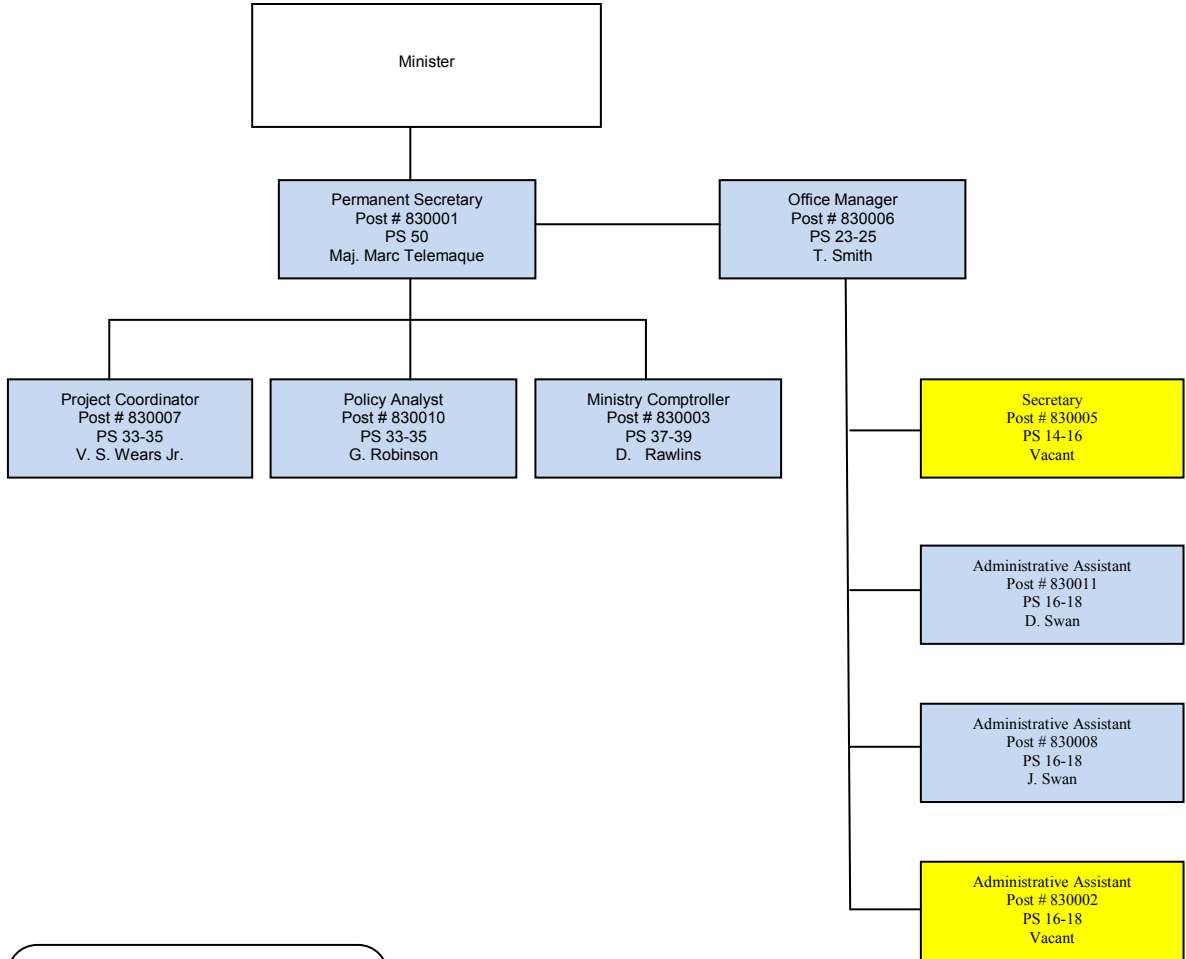 Minister
Permanent Secretary
Post # 830001
PS 50
Maj. Marc Telemaque
Office Manager
Post # 830006
PS 23-25
T. Smith
Project Coordinator
Post # 830007
PS 33-35
V. S. Wears Jr.
Policy Analyst
Post # 830010
PS 33-35
G. Robinson
Ministry Comptroller
Post # 830003
PS 37-39
D. Rawlins
Secretary
Post # 830005
PS 14-16
Vacant
Administrative Assistant
Post # 830011
PS 16-18
D. Swan
Administrative Assistant
Post # 830008
PS 16-18
J. Swan
Administrative Assistant
Post # 830002
PS 16-18
Vacant